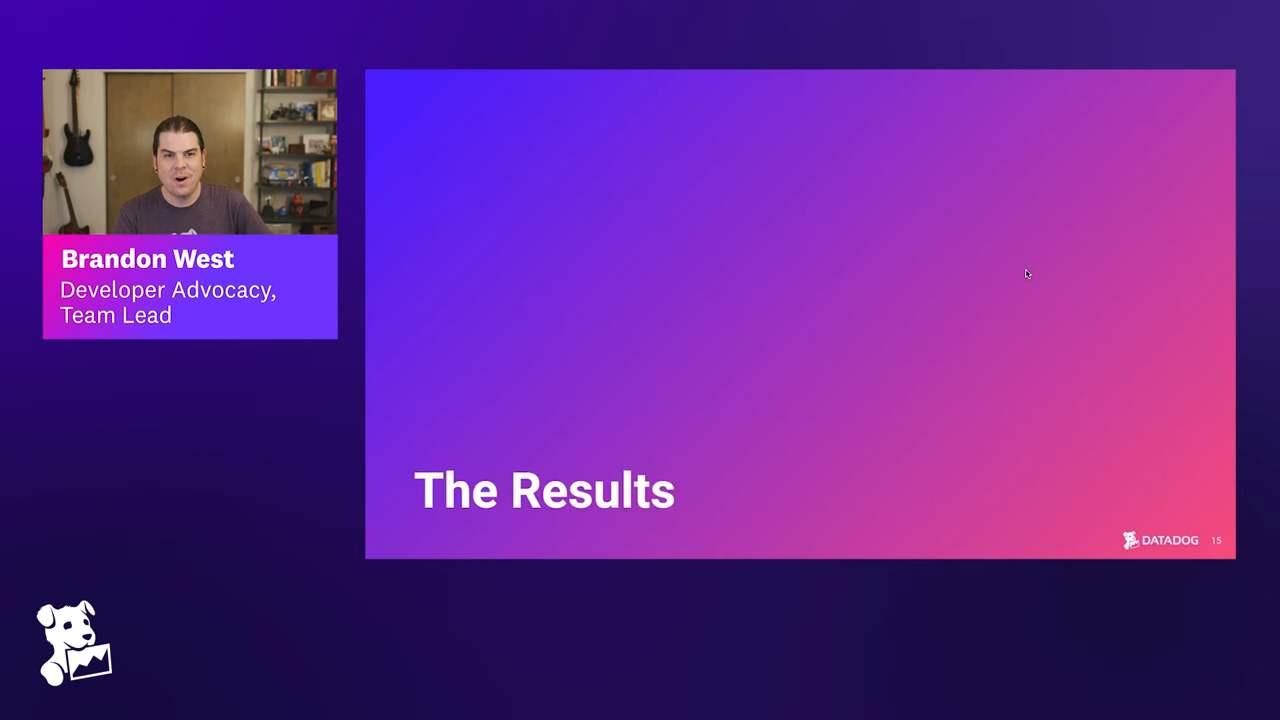 Brandon West
Developer Advocacy,
Team Lead
The Results
DATADOG 15